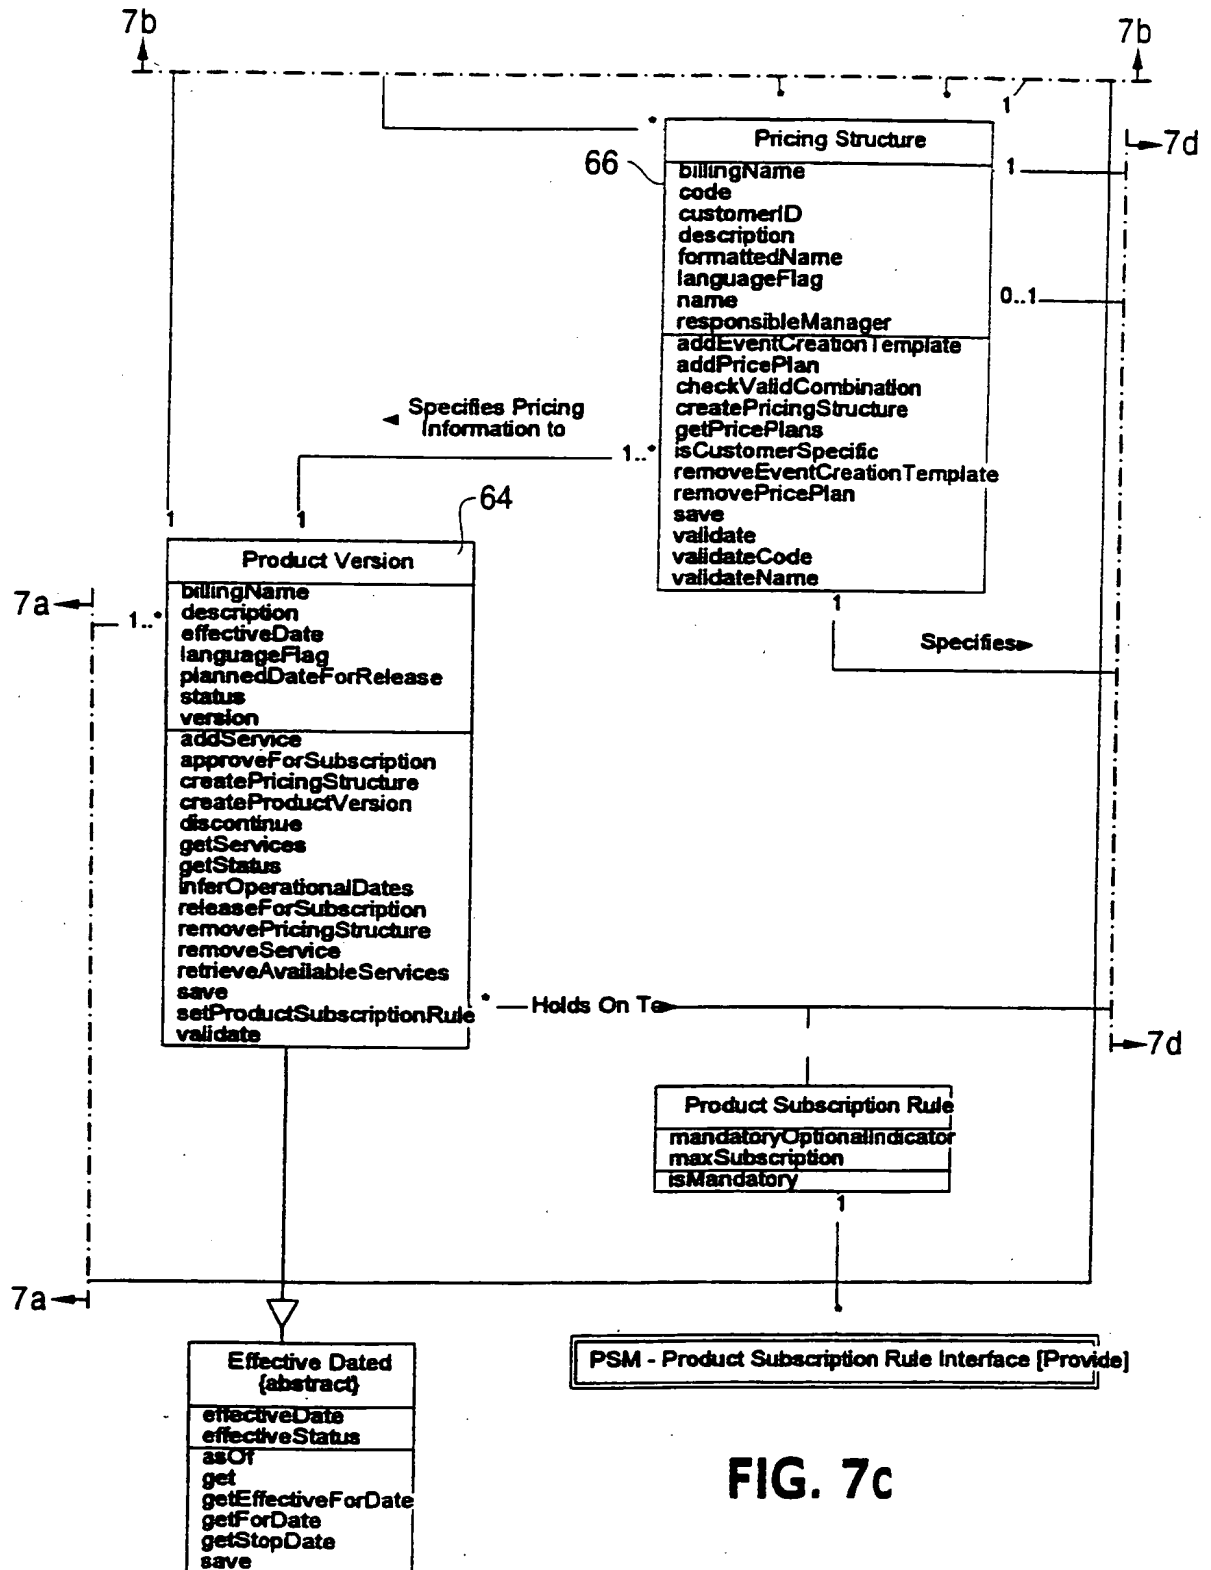 7b
7b
1
7d
Pricing Structure
66
billingName
code
customerID
description
formattedName
languageFlag
name
responsibleManager
1
0..1
addEventCreationTemplate
addPricePlan
checkValidCombination
createPricingStructure
getPricePlans
isCustomerSpecific
removeEventCreationTemplate
removePricePlan
save
validate
validateCode
validateName
Specifies Pricing
Information to
1..*
1
1
64
1
Specifies
Product Version
7a
1..*
billingName
description
effectiveDate
languageFlag
plannedDateForRelease
status
version
addService
approveForSubscription
createPricingStructure
createProductVersion
discontinue
getServices
getStatus
inferOperationalDates
releaseForSubscription
removePricingStructure
removeService
retrieveAvailableServices
save
setProductSubscriptionRule
validate
* Holds On To
7d
Product Subscription Rule
mandatoryOptionalIndicator
maxSubscription
isMandatory
1
*
7a
PSM - Product Subscription Rule Interface [Provide]
Effective Dated
{abstract}
effectiveDate
effectiveStatus
asOf
get
getEffectiveForDate
getForDate
getStopDate
save
FIG. 7c